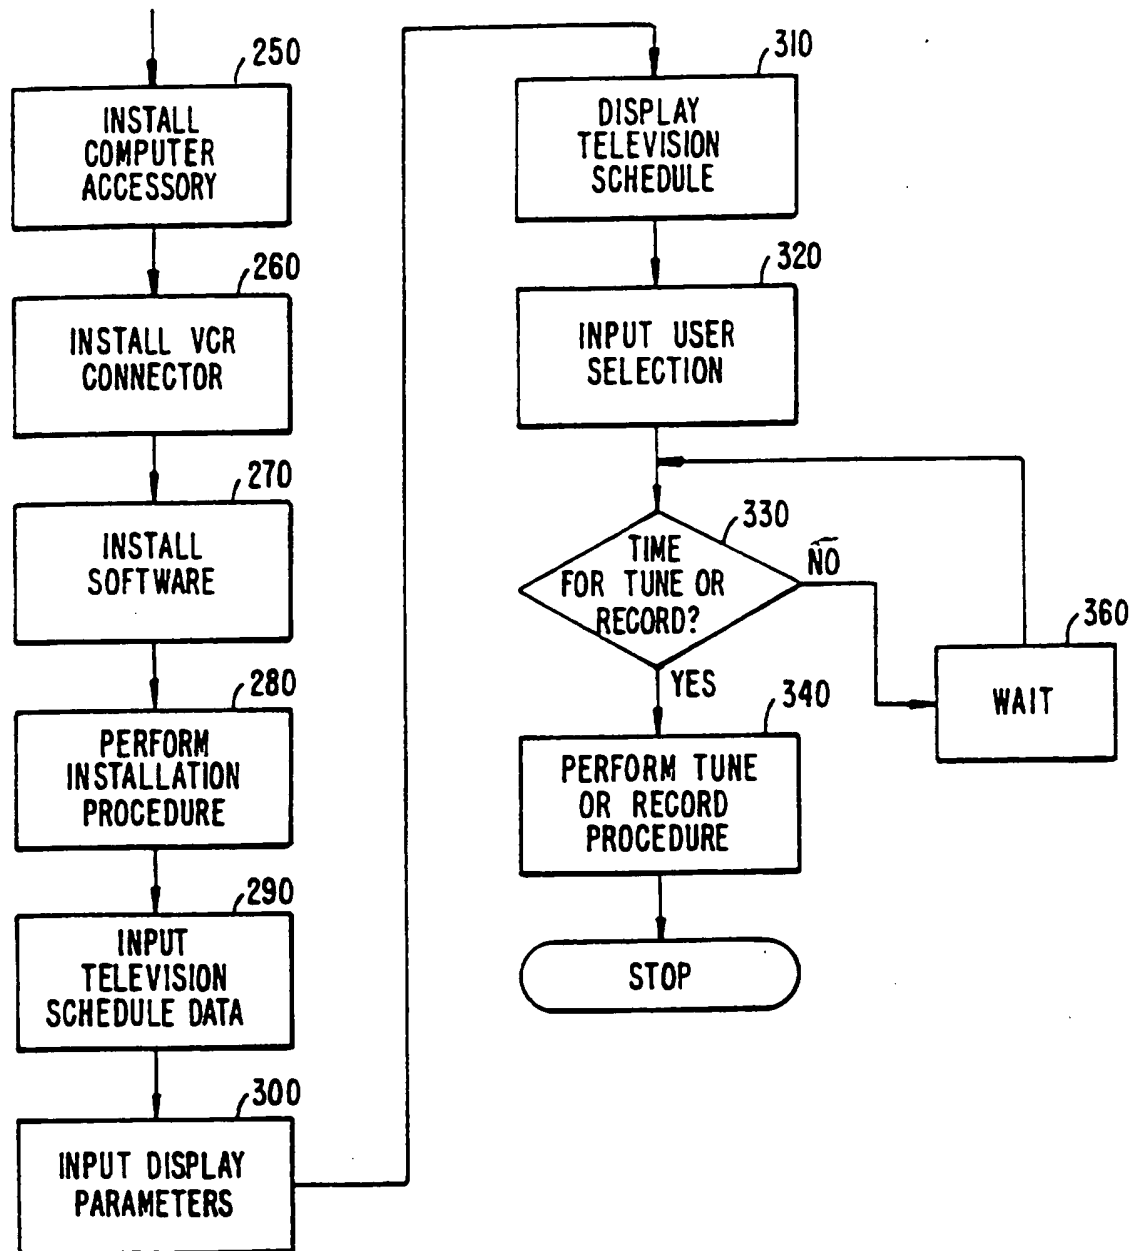 250
INSTALL
COMPUTER
ACCESSORY
260
INSTALL VCR
CONNECTOR
270
INSTALL
SOFTWARE
280
PERFORM
INSTALLATION
PROCEDURE
290
INPUT
TELEVISION
SCHEDULE DATA
300
INPUT DISPLAY
PARAMETERS
310
DISPLAY
TELEVISION
SCHEDULE
320
INPUT USER
SELECTION
330
TIME
FOR TUNE OR
RECORD?
NO
360
WAIT
YES
340
PERFORM TUNE
OR RECORD
PROCEDURE
STOP